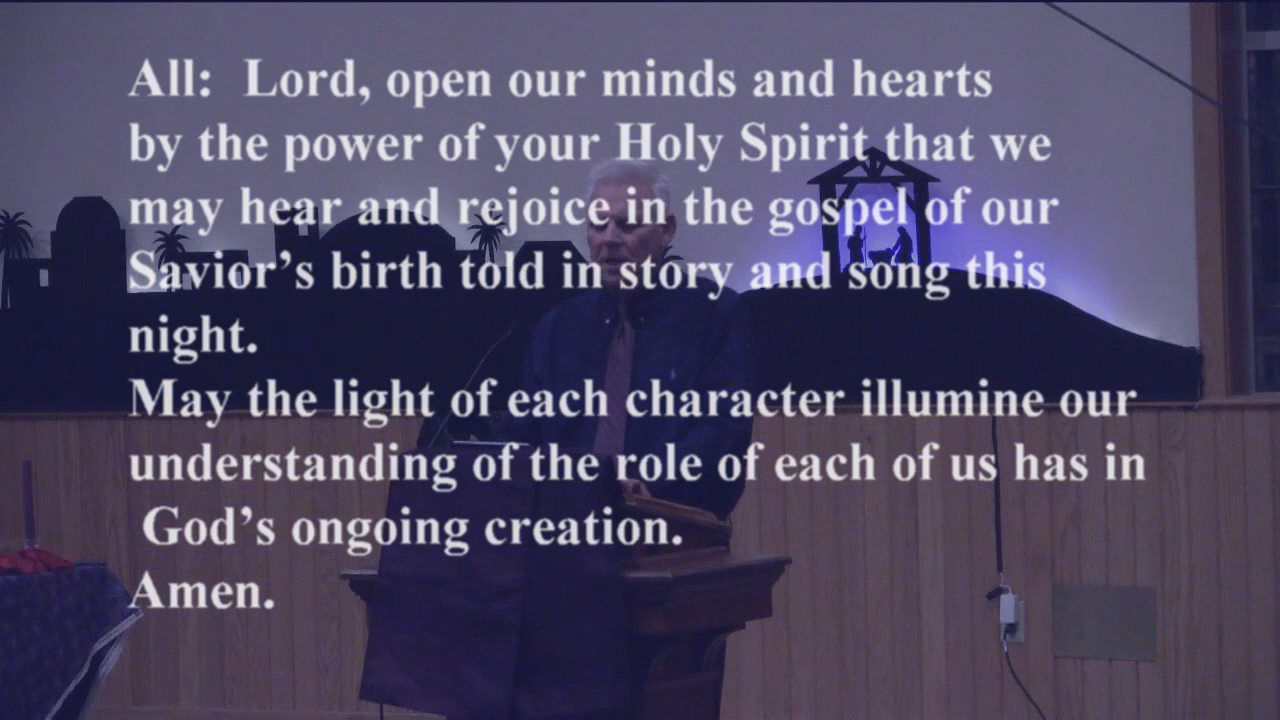 All: Lord, open our minds and hearts
by the power of your Holy Spirit that we
may hear and rejoice in the gospel of our
Savior’s birth told in story and song this
night.
May the light of each character illumine our
understanding of the role of each of us has in
God’s ongoing creation.
Amen.